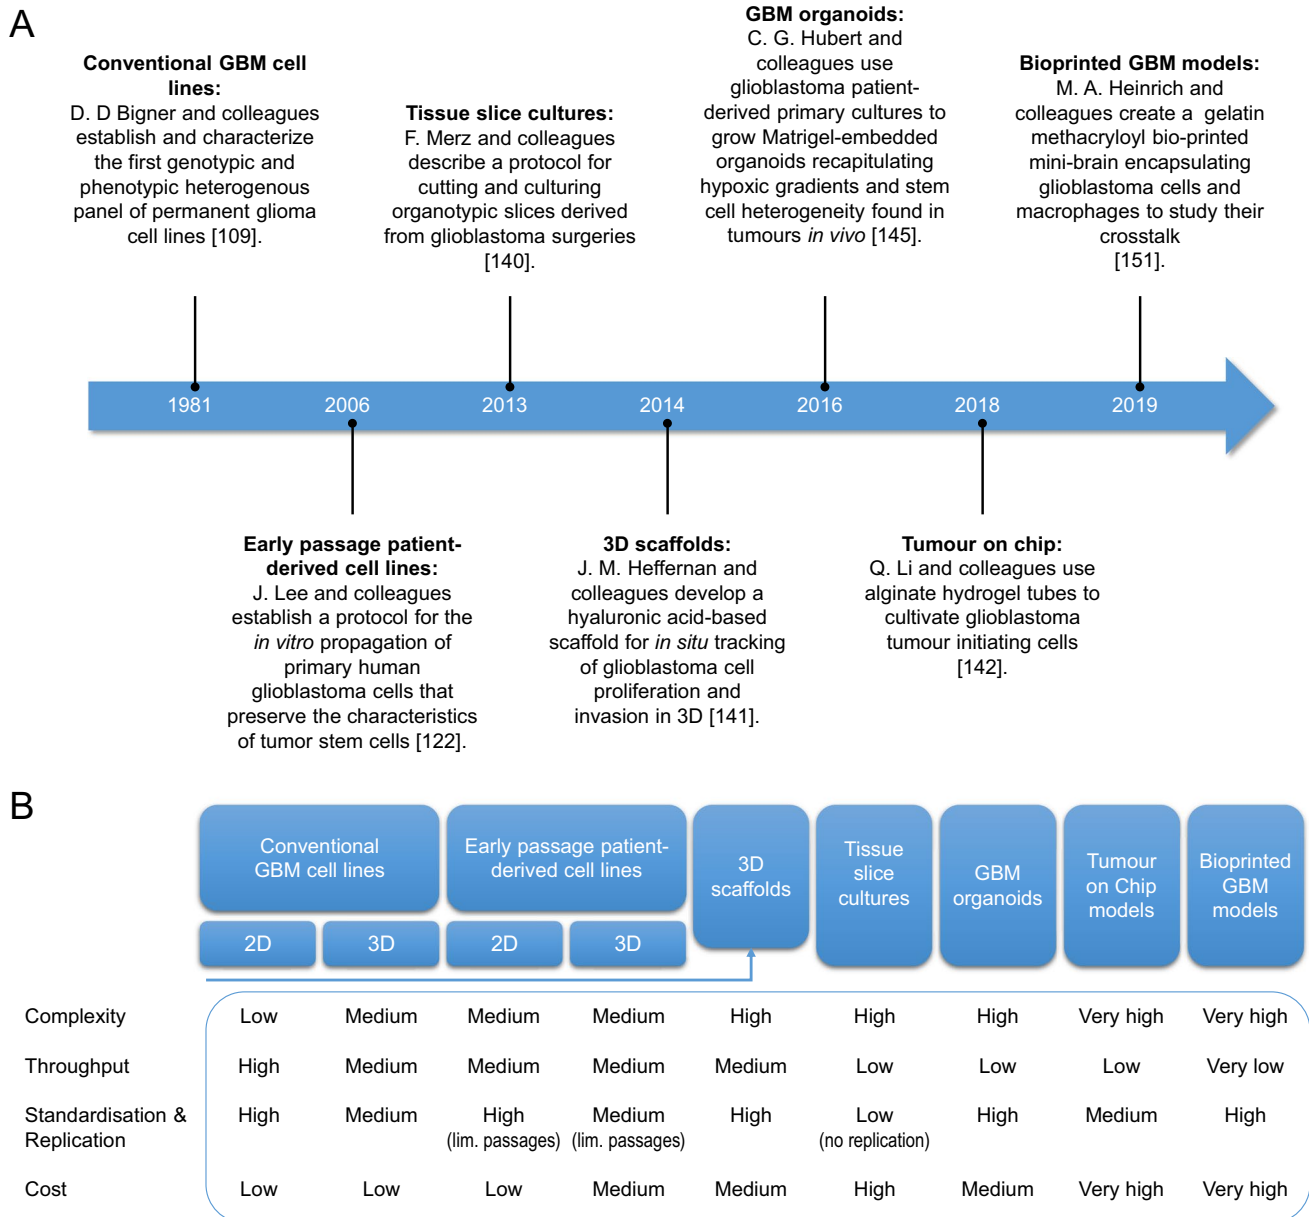 A
Conventional GBM cell
lines:
D. D Bigner and colleagues
establish and characterize
the first genotypic and
phenotypic heterogenous
panel of permanent glioma
cell lines [109].
Tissue slice cultures:
F. Merz and colleagues
describe a protocol for
cutting and culturing
organotypic slices derived
from glioblastoma surgeries
[140].
GBM organoids:
C. G. Hubert and
colleagues use
glioblastoma patient-
derived primary cultures to
grow Matrigel-embedded
organoids recapitulating
hypoxic gradients and stem
cell heterogeneity found in
tumours in vivo [145].
Bioprinted GBM models:
M. A. Heinrich and
colleagues create a gelatin
methacryloyl bio-printed
mini-brain encapsulating
glioblastoma cells and
macrophages to study their
crosstalk
[151].
1981 2006 2013 2014 2016 2018 2019
Early passage patient-
derived cell lines:
J. Lee and colleagues
establish a protocol for the
in vitro propagation of
primary human
glioblastoma cells that
preserve the characteristics
of tumor stem cells [122].
3D scaffolds:
J. M. Heffernan and
colleagues develop a
hyaluronic acid-based
scaffold for in situ tracking
of glioblastoma cell
proliferation and
invasion in 3D [141].
Tumour on chip:
Q. Li and colleagues use
alginate hydrogel tubes to
cultivate glioblastoma
tumour initiating cells
[142].
B
Conventional
GBM cell lines
Early passage patient-
derived cell lines
3D
scaffolds
Tissue
slice
cultures
GBM
organoids
Tumour
on Chip
models
Bioprinted
GBM
models
2D 3D 2D 3D
Complexity Low Medium Medium Medium High High High Very high Very high
Throughput High Medium Medium Medium Medium Low Low Low Very low
Standardisation & High Medium High Medium High Low High Medium High
Replication (lim. passages) (lim. passages) (no replication)
Cost Low Low Low Medium Medium High Medium Very high Very high